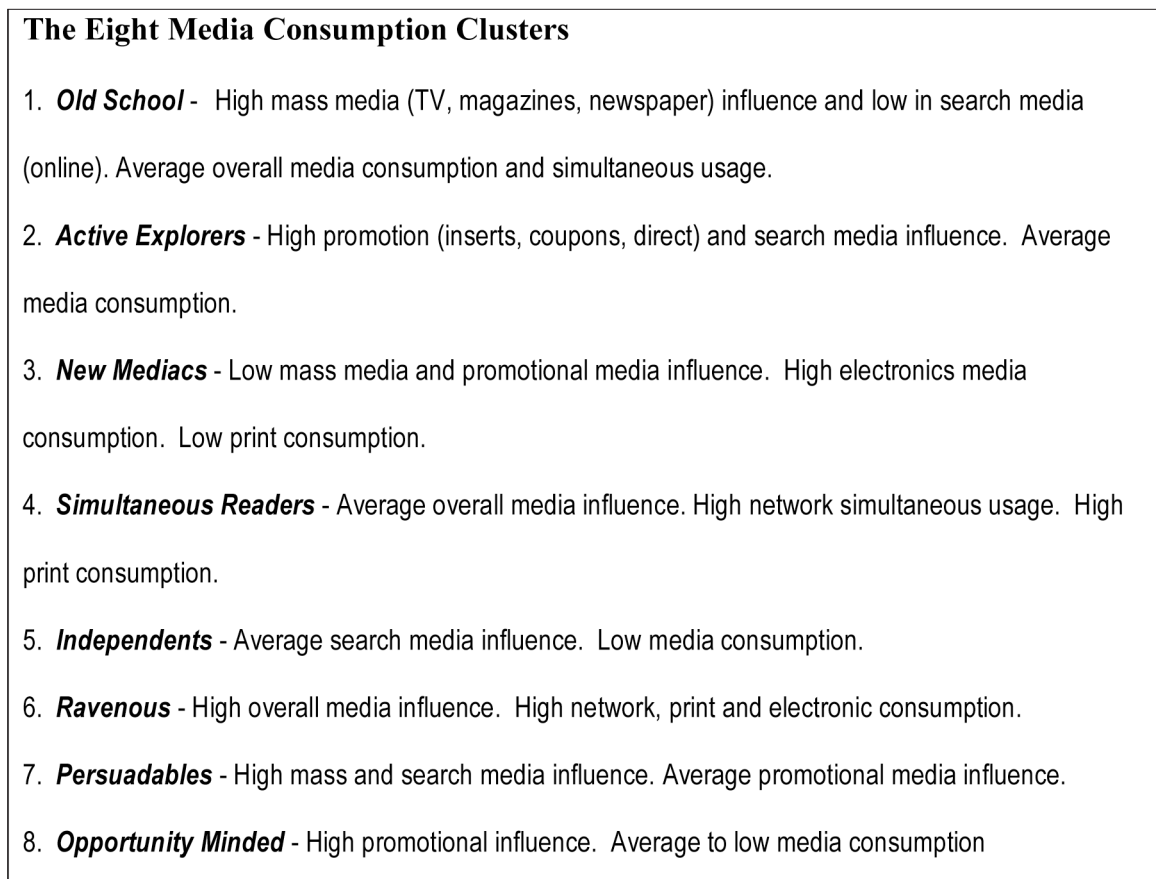 The Eight Media Consumption Clusters
1. Old School - High mass media (TV, magazines, newspaper) influence and low in search media
(online). Average overall media consumption and simultaneous usage.
2. Active Explorers - High promotion (inserts, coupons, direct) and search media influence. Average
media consumption.
3. New Mediacs - Low mass media and promotional media influence. High electronics media
consumption. Low print consumption.
4. Simultaneous Readers - Average overall media influence. High network simultaneous usage. High
print consumption.
5. Independents - Average search media influence. Low media consumption.
6. Ravenous - High overall media influence. High network, print and electronic consumption.
7. Persuadables - High mass and search media influence. Average promotional media influence.
8. Opportunity Minded - High promotional influence. Average to low media consumption